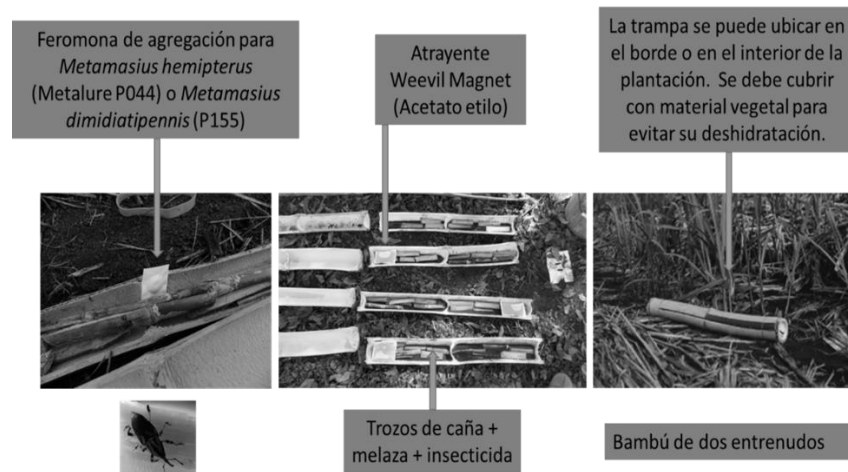 Feromona de agregación para
Metamasius hemipterus
(Metalure P044) o Metamasius
dimidiatipennis (P155)
Atrayente
Weevil Magnet
(Acetato etilo)
La trampa se puede ubicar en
el borde o en el interior de la
plantación. Se debe cubrir
con material vegetal para
evitar su deshidratación.
Trozos de caña +
melaza + insecticida
Bambú de dos entrenudos